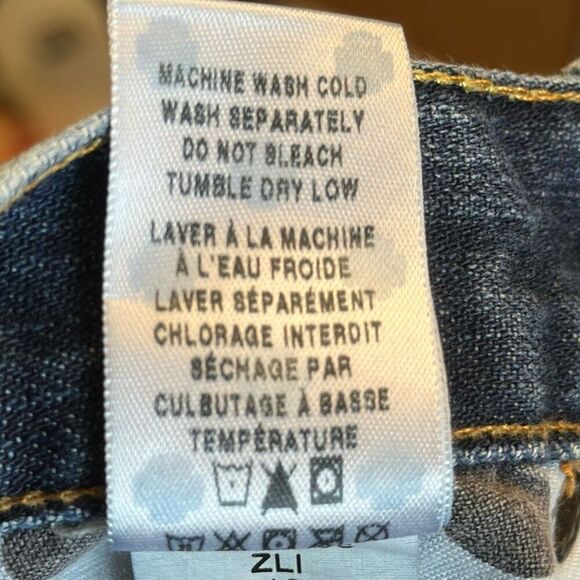 MACHINE WASH COLD
WASH SEPARATELY
DO NOT BLEACH
TUMBLE DRY LOW
LAVER À LA MACHINE
À L'EAU FROIDE
LAVER SÉPARÉMENT
CHLORAGE INTERDIT
SÉCHAGE PAR
CULBUTAGE À BASSE
TEMPÉRATURE
ZLI